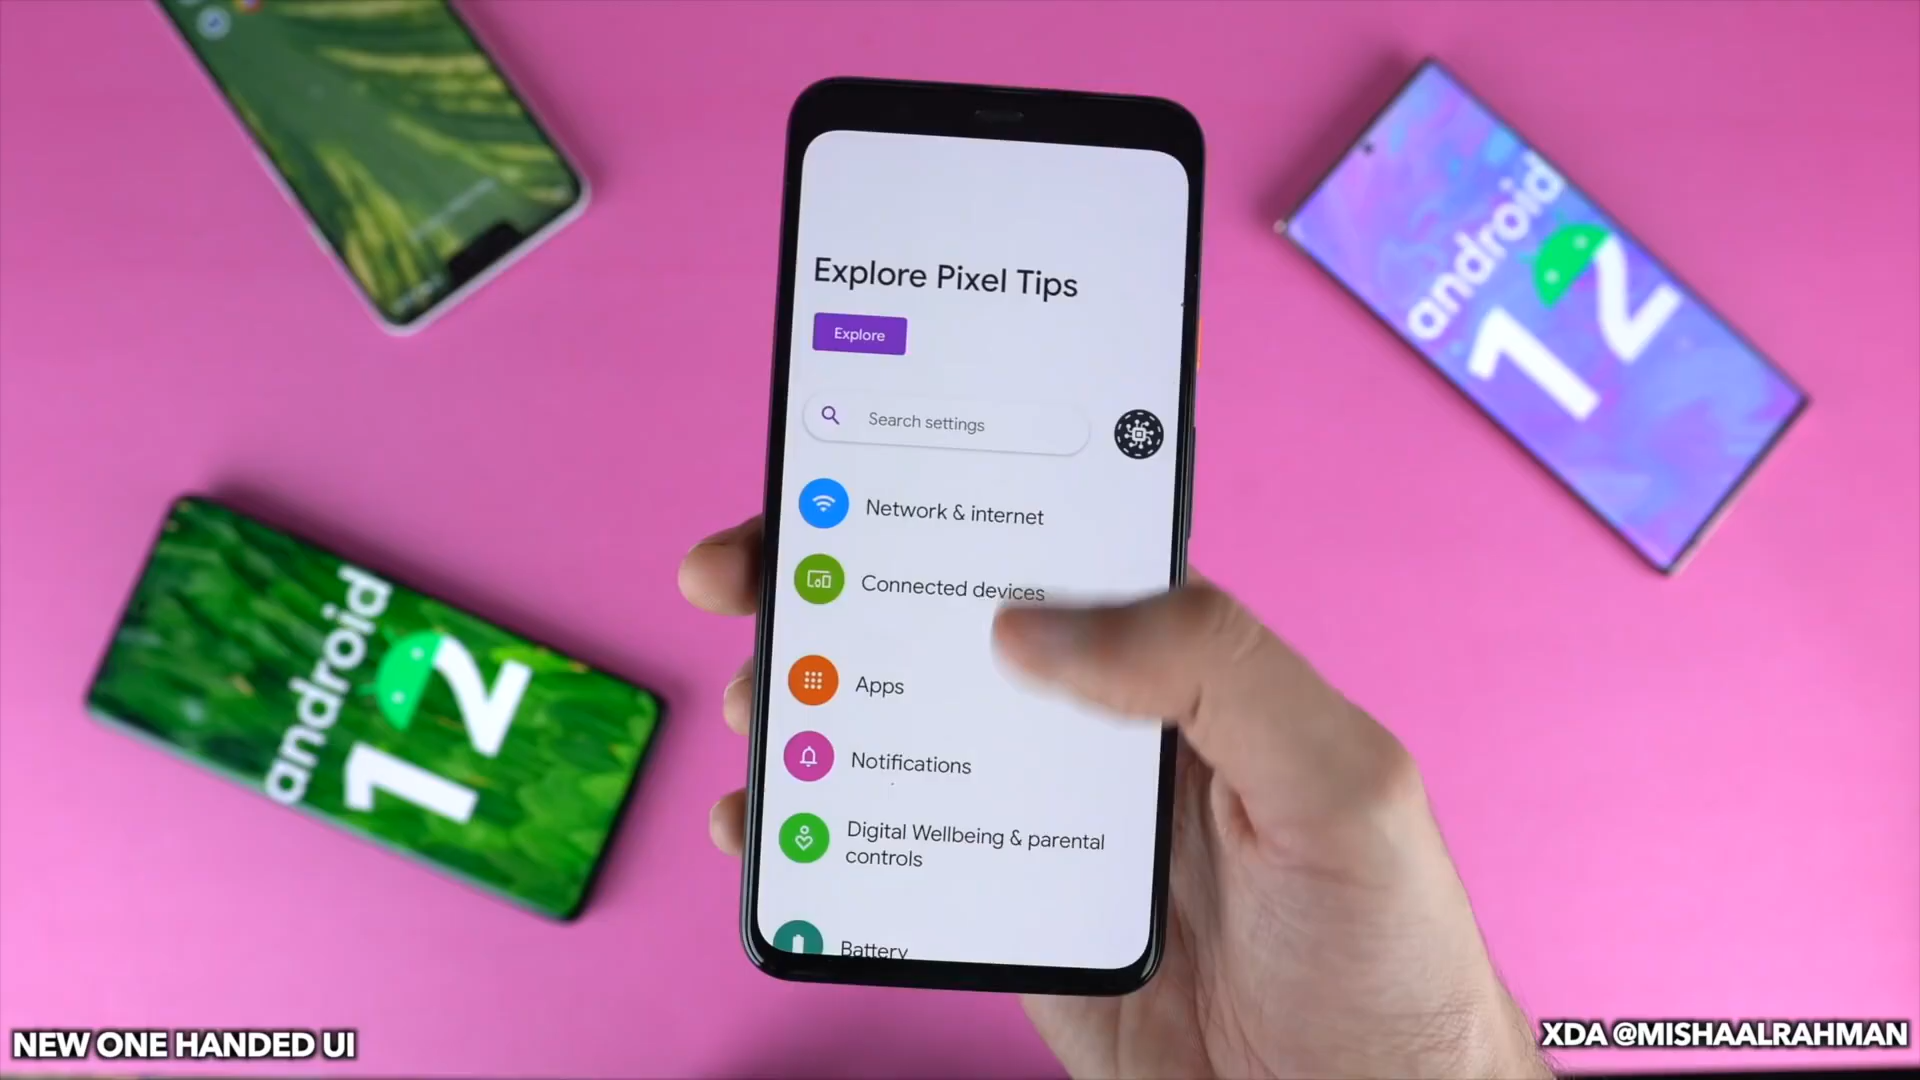 Explore Pixel Tips
Explore
Search settings
Network & internet
Connected devices
Apps
Notifications
Digital Wellbeing & parental
controls
Battery
android
12
android
12
NEW ONE HANDED UI
XDA @MISHAALRAHMAN